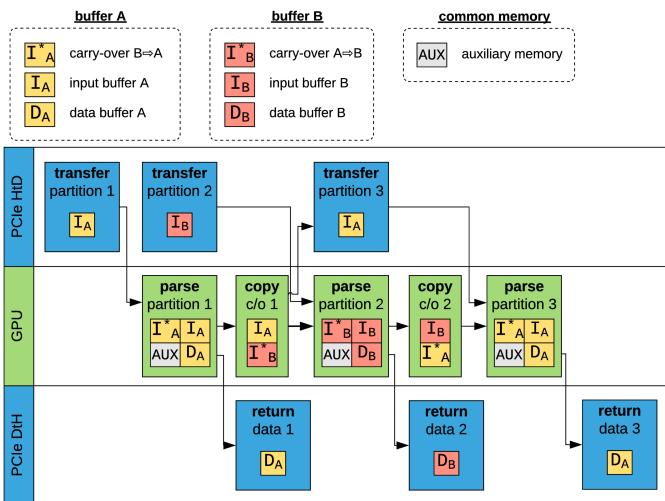 buffer A
buffer B
common memory
I*A carry-over B⇨A
I*B carry-over A⇨B
AUX auxiliary memory
IA input buffer A
IB input buffer B
DA data buffer A
DB data buffer B
PCIe HtD
transfer
partition 1
IA
transfer
partition 2
IB
transfer
partition 3
IA
GPU
parse
partition 1
I*A IA
AUX DA
copy
c/o 1
IA
I*B
parse
partition 2
I*B IB
AUX DB
copy
c/o 2
IB
I*A
parse
partition 3
I*A IA
AUX DA
PCIe DtH
return
data 1
DA
return
data 2
DB
return
data 3
DA